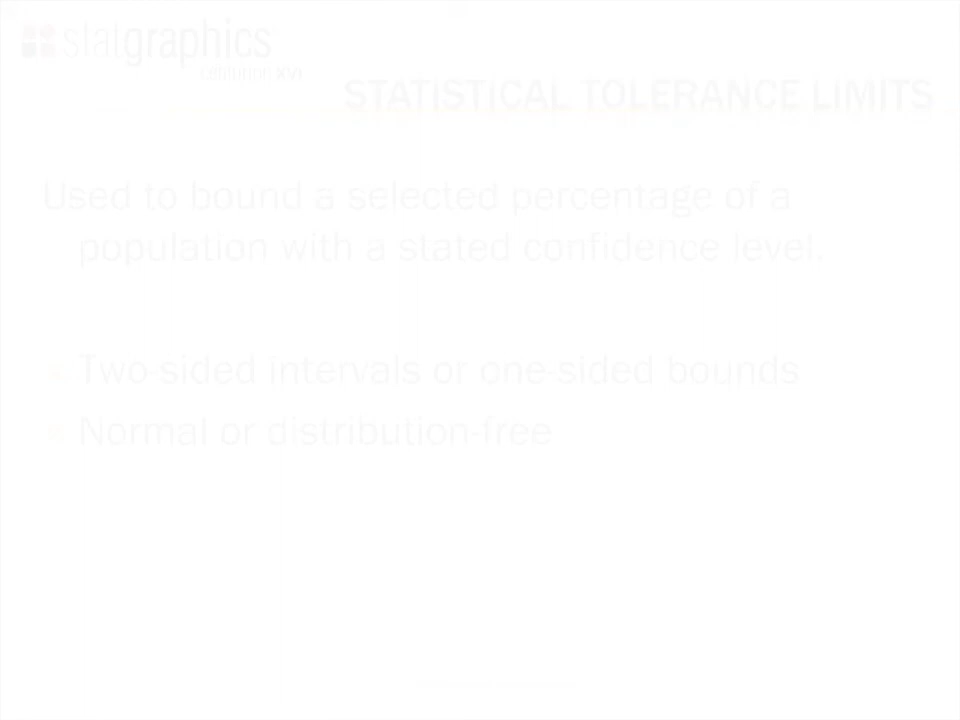 statgraphics
centurion XVI
STATISTICAL TOLERANCE LIMITS
Used to bound a selected percentage of a
population with a stated confidence level.
Two-sided intervals or one-sided bounds
Normal or distribution-free